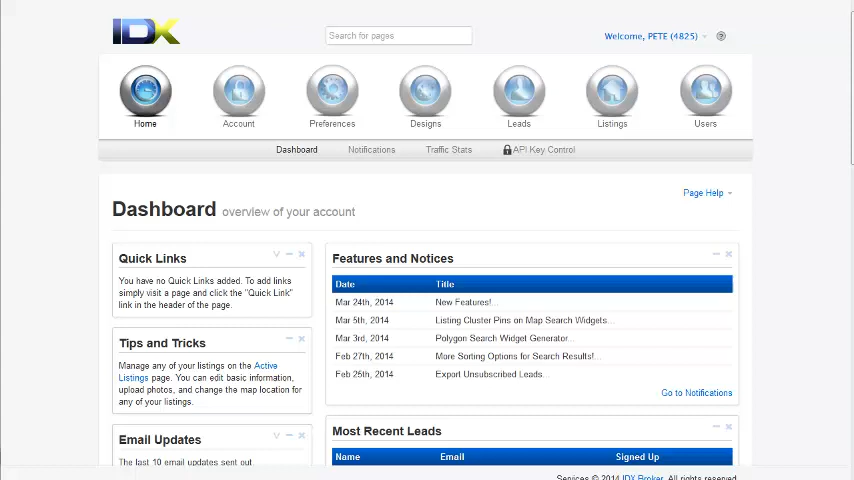 IDX
Search for pages
Welcome, PETE (4825)
Home
Account
Preferences
Designs
Leads
Listings
Users
Dashboard
Notifications
Traffic Stats
API Key Control
Page Help
Dashboard overview of your account
Quick Links
You have no Quick Links added. To add links
simply visit a page and click the "Quick Link"
link in the header of the page.
Tips and Tricks
Manage any of your listings on the Active
Listings page. You can edit basic information,
upload photos, and change the map location for
any of your listings.
Email Updates
The last 10 email updates sent out.
Features and Notices
Date Title
Mar 24th, 2014 New Features!...
Mar 5th, 2014 Listing Cluster Pins on Map Search Widgets...
Mar 3rd, 2014 Polygon Search Widget Generator...
Feb 27th, 2014 More Sorting Options for Search Results!...
Feb 25th, 2014 Export Unsubscribed Leads...
Go to Notifications
Most Recent Leads
Name Email Signed Up
Services © 2014 IDX Broker. All rights reserved.